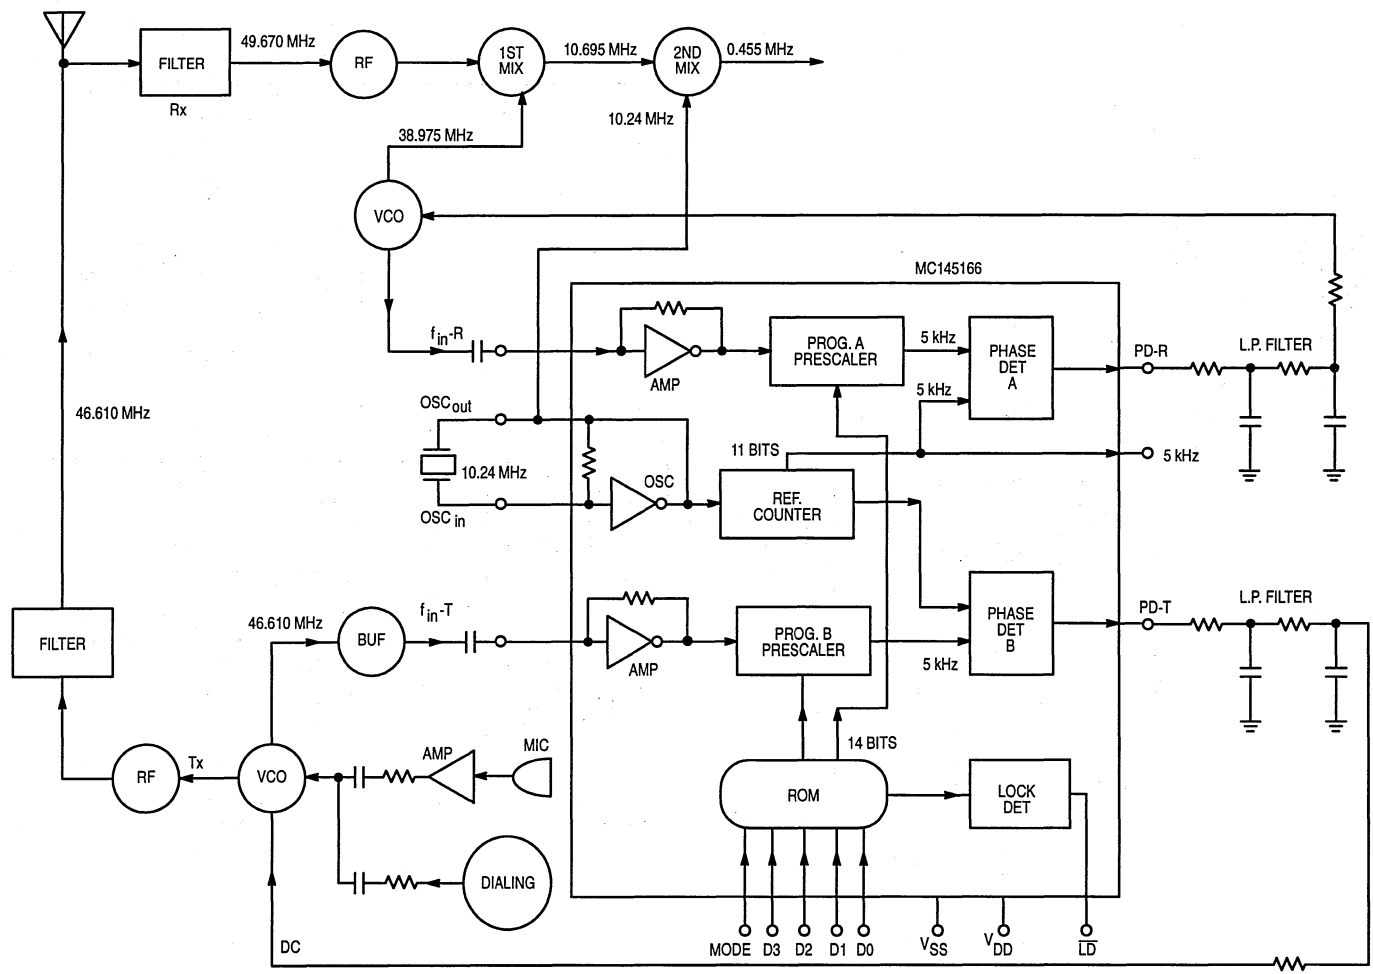 49.670 MHz
FILTER
Rx
RF
1ST
MIX
10.695 MHz
2ND
MIX
0.455 MHz
38.975 MHz
10.24 MHz
VCO
MC145166
fin-R
AMP
PROG. A
PRESCALER
5 kHz
5 kHz
PHASE
DET
A
PD-R
L.P. FILTER
46.610 MHz
OSCout
10.24 MHz
OSCin
OSC
11 BITS
REF.
COUNTER
5 kHz
46.610 MHz
BUF
fin-T
AMP
PROG. B
PRESCALER
5 kHz
PHASE
DET
B
PD-T
L.P. FILTER
FILTER
14 BITS
RF
Tx
VCO
AMP
MIC
ROM
LOCK
DET
DIALING
DC
MODE
D3
D2
D1
D0
VSS
VDD
LD